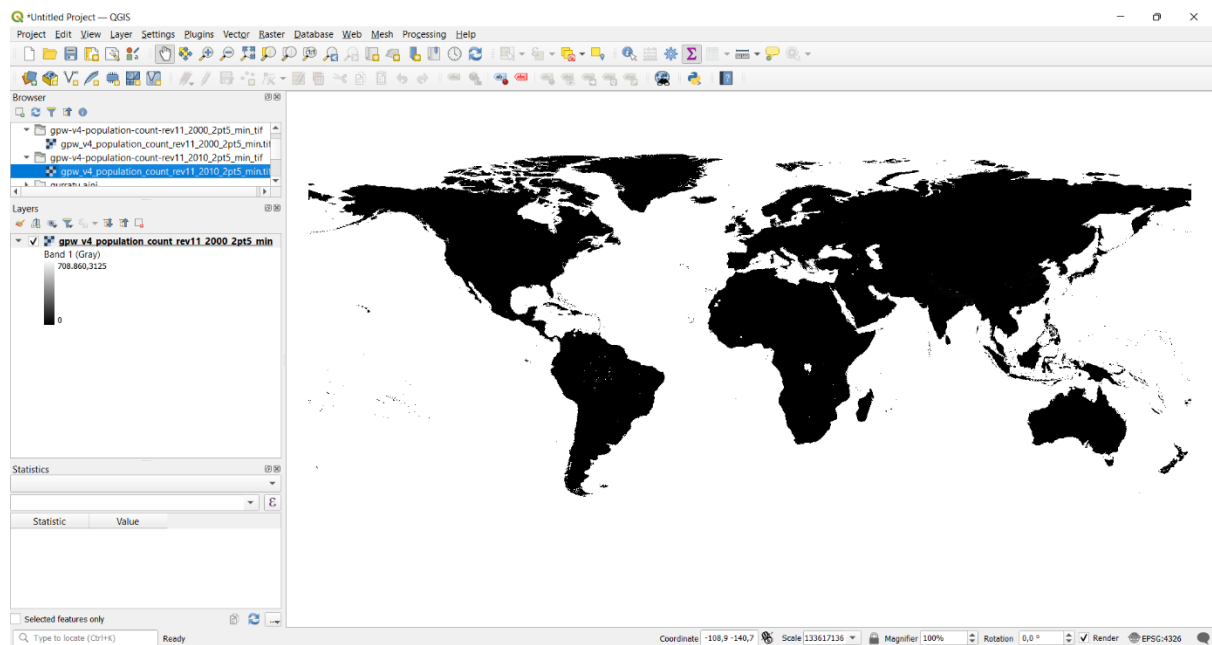 *Untitled Project — QGIS
Project Edit View Layer Settings Plugins Vector Raster Database Web Mesh Processing Help
Browser
gpw-v4-population-count-rev11_2000_2pt5_min_tif
gpw_v4_population_count_rev11_2000_2pt5_min.tif
gpw-v4-population-count-rev11_2010_2pt5_min_tif
gpw_v4_population_count_rev11_2010_2pt5_min.tif
Layers
gpw_v4_population_count_rev11_2000_2pt5_min
Band 1 (Gray)
708.860,3125
0
Statistics
Statistic Value
Selected features only
Type to locate (Ctrl+K) Ready Coordinate -108,9 -140,7 Scale 133617136 Magnifier 100% Rotation 0,0 ° Render EPSG:4326